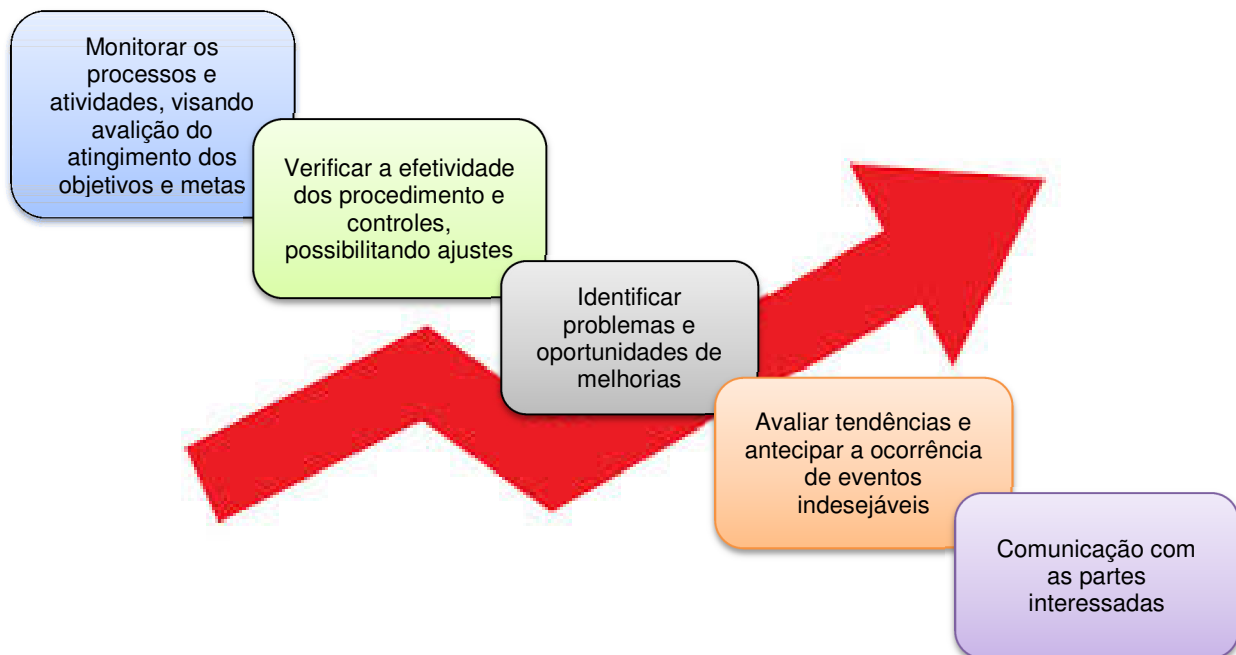 Monitorar os
processos e
atividades, visando
avalição do
atingimento dos
objetivos e metas
Verificar a efetividade
dos procedimento e
controles,
possibilitando ajustes
Identificar
problemas e
oportunidades de
melhorias
Avaliar tendências e
antecipar a ocorrência
de eventos
indesejáveis
Comunicação com
as partes
interessadas